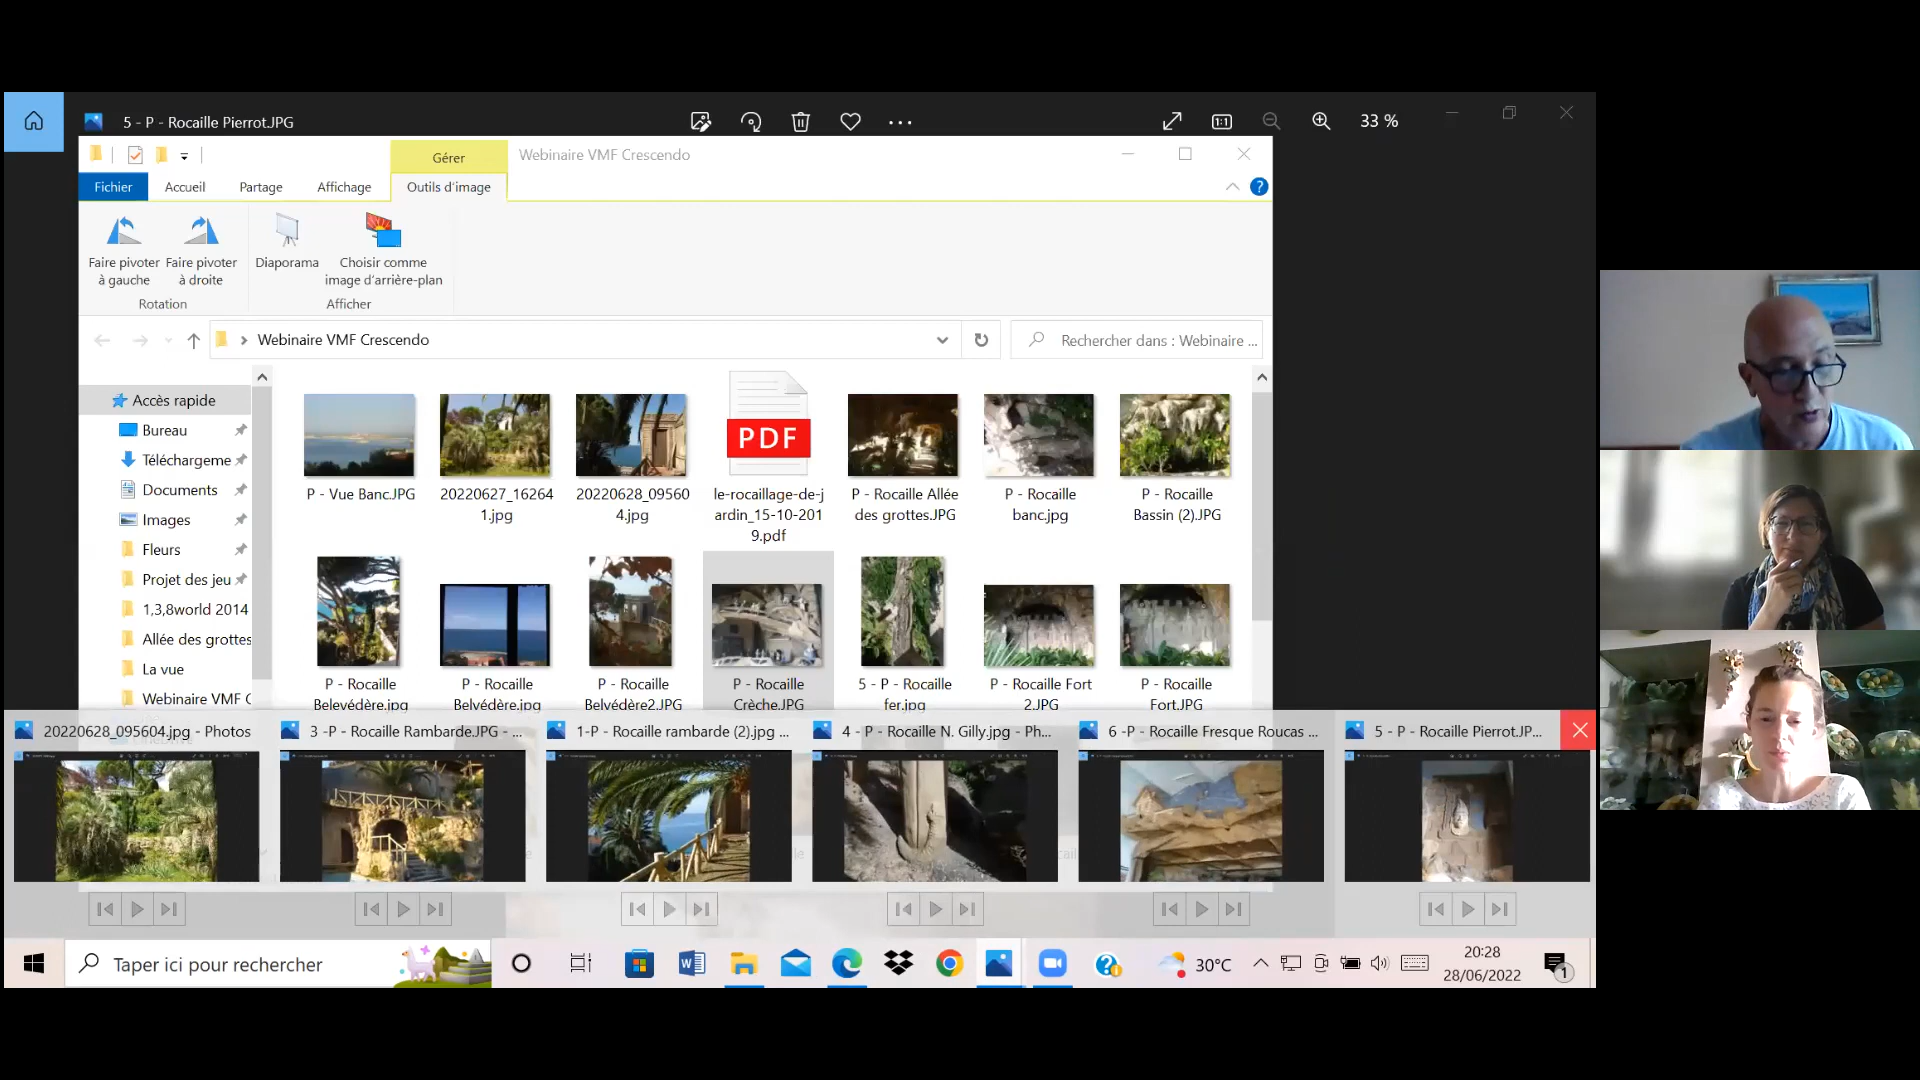 5 - P - Rocaille Pierrot.JPG
33 %
Gérer
Webinaire VMF Crescendo
Fichier
Accueil
Partage
Affichage
Outils d'image
Faire pivoter
à gauche
Faire pivoter
à droite
Diaporama
Choisir comme
image d'arrière-plan
Rotation
Afficher
Webinaire VMF Crescendo
Rechercher dans : Webinaire ...
Accès rapide
Bureau
Téléchargeme
Documents
Images
Fleurs
Projet des jeu
1,3,8world 2014
Allée des grottes
La vue
Webinaire VMF C
PDF
P - Vue Banc.JPG
20220627_16264
1.jpg
20220628_09560
4.jpg
le-rocaillage-de-j
ardin_15-10-201
9.pdf
P - Rocaille Allée
des grottes.JPG
P - Rocaille
banc.jpg
P - Rocaille
Bassin (2).JPG
P - Rocaille
Belevédère.jpg
P - Rocaille
Belvédère.jpg
P - Rocaille
Belvédère2.JPG
P - Rocaille
Crèche.JPG
5 - P - Rocaille
fer.jpg
P - Rocaille Fort
2.JPG
P - Rocaille
Fort.JPG
20220628_095604.jpg - Photos
3 -P - Rocaille Rambarde.JPG - ...
1-P - Rocaille rambarde (2).jpg ...
4 - P - Rocaille N. Gilly.jpg - Ph...
6 -P - Rocaille Fresque Roucas ...
5 - P - Rocaille Pierrot.JP...
Taper ici pour rechercher
30°C
20:28
28/06/2022
1